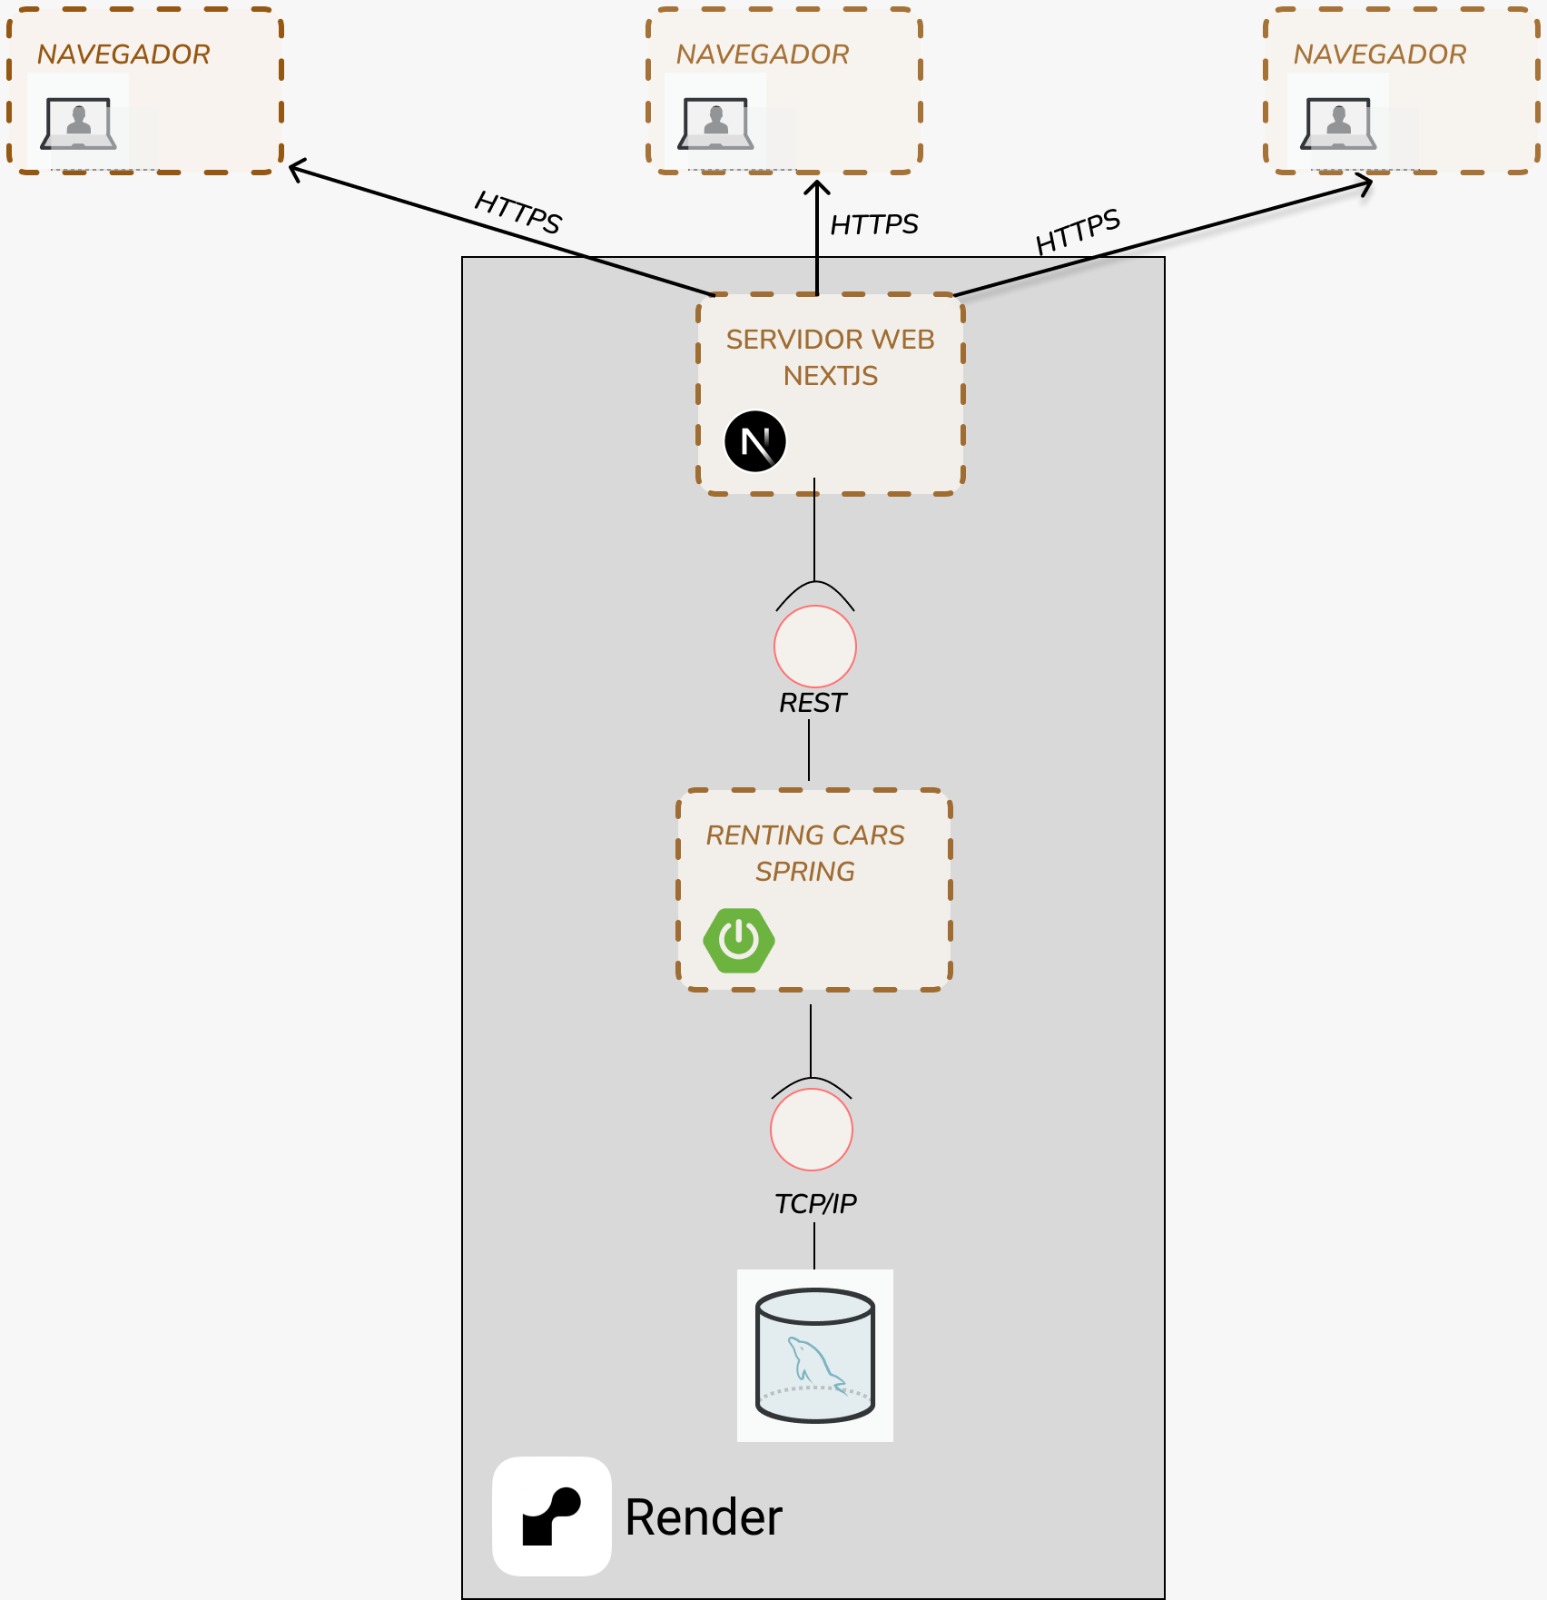 NAVEGADOR
NAVEGADOR
NAVEGADOR
HTTPS
HTTPS
HTTPS
SERVIDOR WEB
NEXTJS
N
REST
RENTING CARS
SPRING
TCP/IP
Render